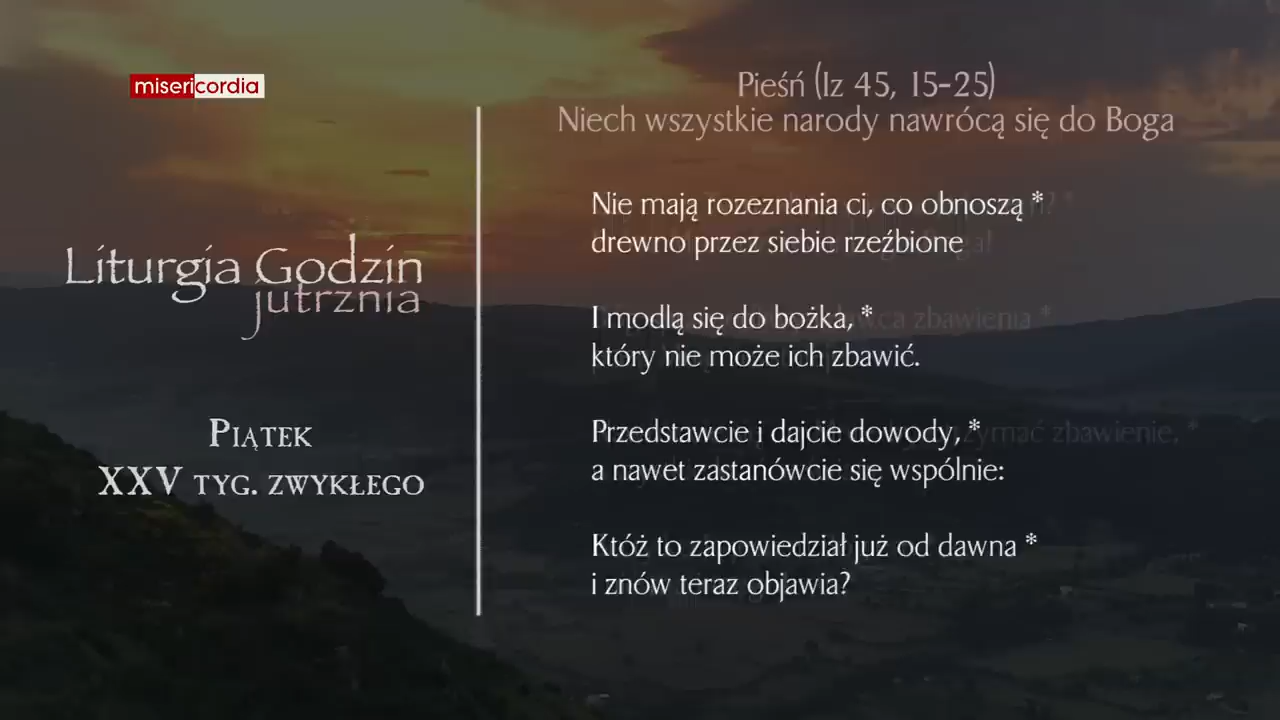 misericordia
Pieśń (Iz 45, 15-25)
Niech wszystkie narody nawrócą się do Boga
Liturgia Godzin
jutrznia
Piątek
XXV tyg. zwykłego
Nie mają rozeznania ci, co obnoszą *
drewno przez siebie rzeźbione
I modlą się do bożka, *
który nie może ich zbawić.
Przedstawcie i dajcie dowody, *
a nawet zastanówcie się wspólnie:
Któż to zapowiedział już od dawna *
i znów teraz objawia?